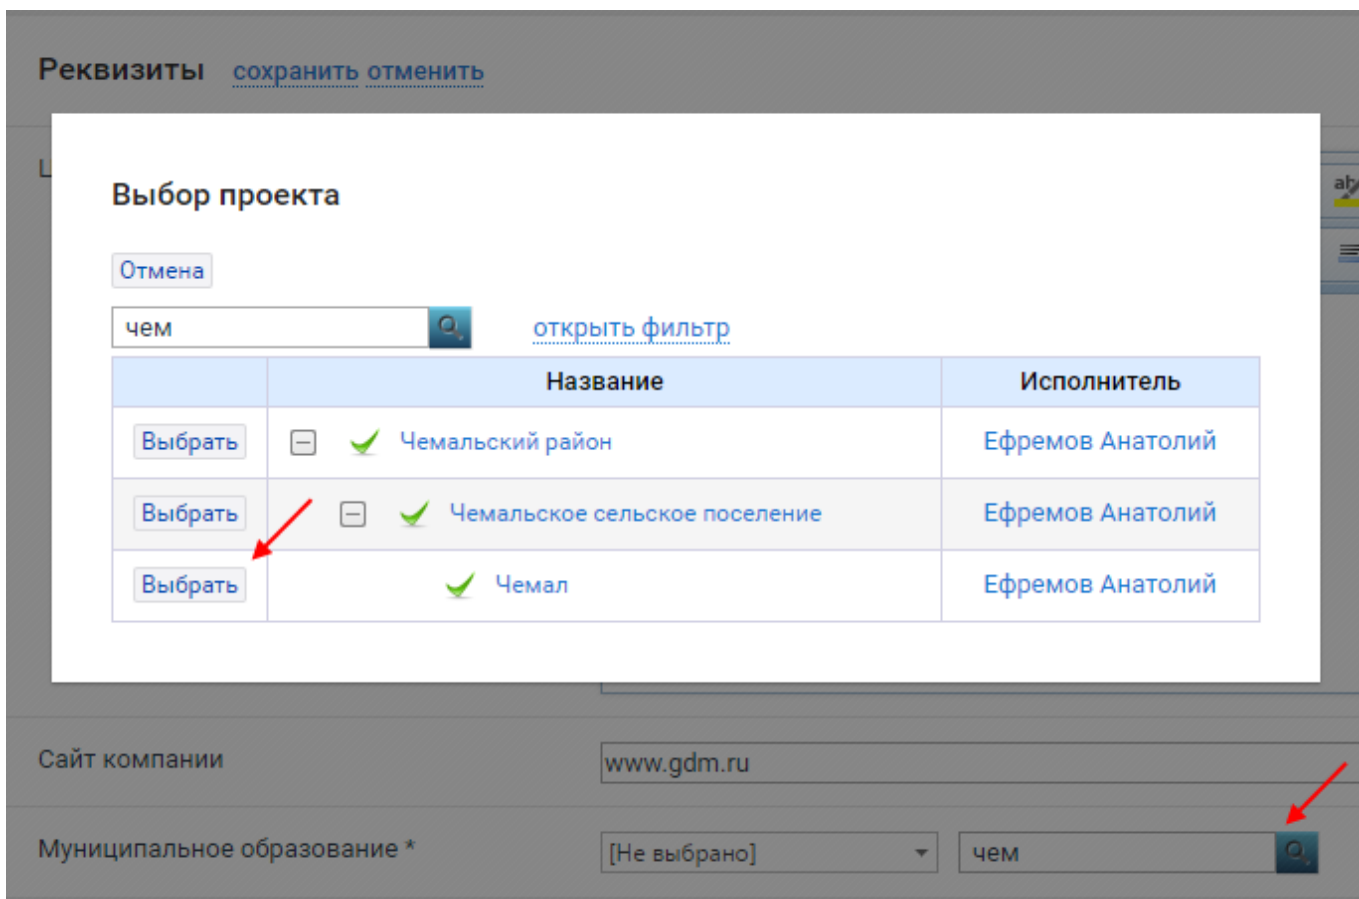 Реквизиты сохранить отменить
Выбор проекта
Отмена
чем открыть фильтр
Название Исполнитель
Выбрать Чемальский район Ефремов Анатолий
Выбрать Чемальское сельское поселение Ефремов Анатолий
Выбрать Чемал Ефремов Анатолий
Сайт компании www.gdm.ru
Муниципальное образование * [Не выбрано] чем